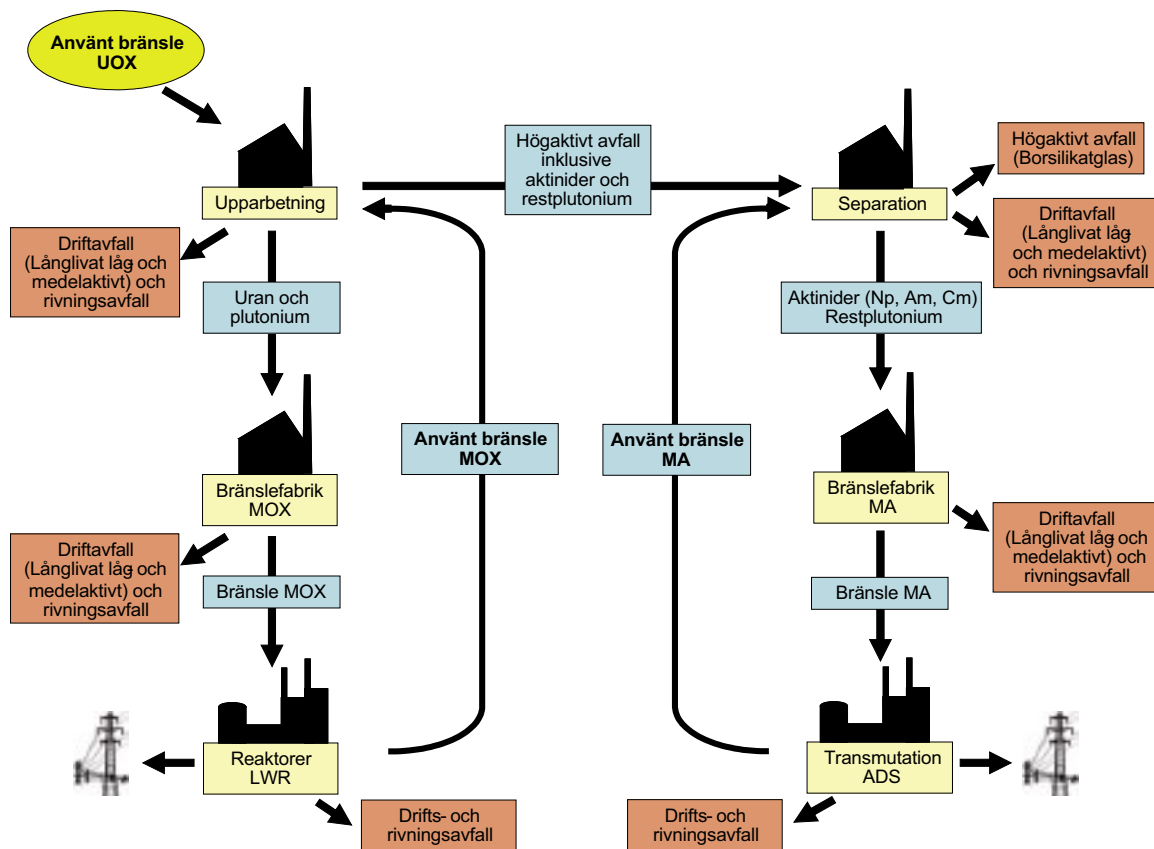 Använt bränsle
UOX
Upparbetning
Högaktivt avfall
inklusive
aktinider och
restplutonium
Separation
Högaktivt avfall
(Borsilikatglas)
Driftavfall
(Långlivat låg- och
medelaktivt) och
rivningsavfall
Driftavfall
(Långlivat låg-
och medelaktivt)
och rivningsavfall
Uran och
plutonium
Aktinider (Np, Am, Cm)
Restplutonium
Använt bränsle
MOX
Använt bränsle
MA
Bränslefabrik
MOX
Bränslefabrik
MA
Driftavfall
(Långlivat låg- och
medelaktivt) och
rivningsavfall
Driftavfall
(Långlivat låg- och
medelaktivt) och
rivningsavfall
Bränsle MOX
Bränsle MA
Reaktorer
LWR
Transmutation
ADS
Drifts- och
rivningsavfall
Drifts- och
rivningsavfall